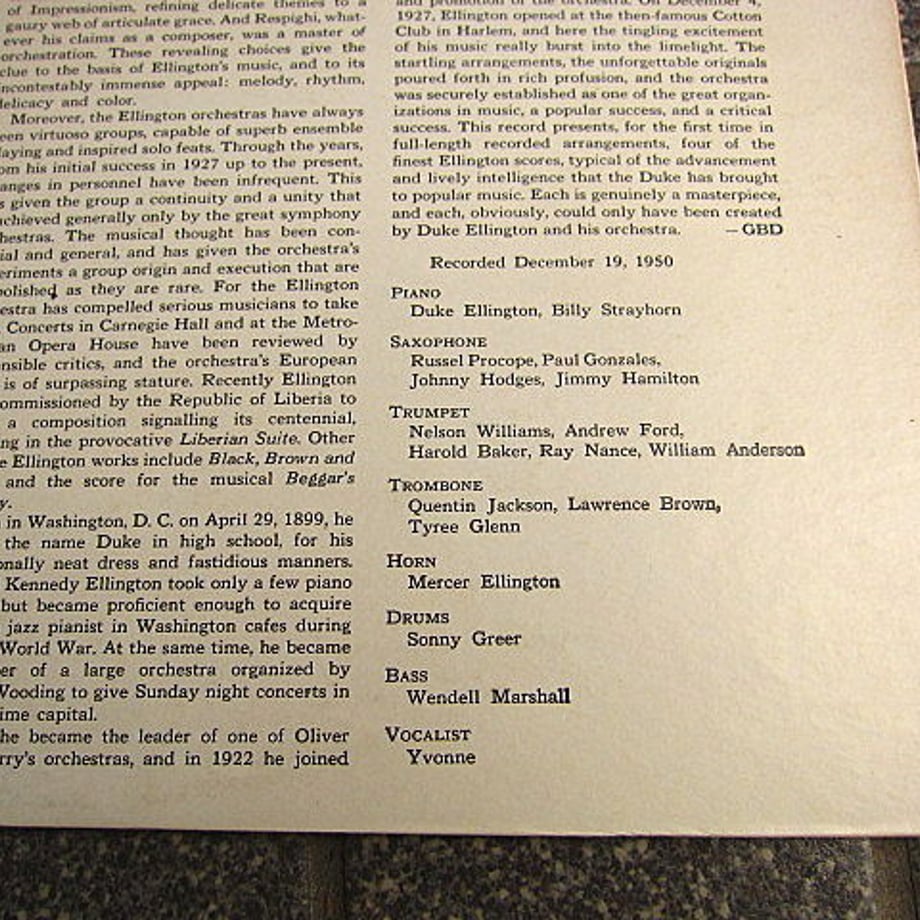 of Impressionism, refining delicate themes to a
gauzy web of articulate grace. And Respighi, what-
ever his claims as a composer, was a master of
orchestration. These revealing choices give the
clue to the basis of Ellington's music, and to its
incontestably immense appeal: melody, rhythm,
delicacy and color.
Moreover, the Ellington orchestras have always
een virtuoso groups, capable of superb ensemble
laying and inspired solo feats. Through the years,
om his initial success in 1927 up to the present,
anges in personnel have been infrequent. This
s given the group a continuity and a unity that
achieved generally only by the great symphony
hestras. The musical thought has been con-
ial and general, and has given the orchestra's
eriments a group origin and execution that are
polished as they are rare. For the Ellington
estra has compelled serious musicians to take
Concerts in Carnegie Hall and at the Metro-
an Opera House have been reviewed by
nsible critics, and the orchestra's European
is of surpassing stature. Recently Ellington
ommissioned by the Republic of Liberia to
a composition signalling its centennial,
ng in the provocative Liberian Suite. Other
e Ellington works include Black, Brown and
and the score for the musical Beggar's
y.
in Washington, D. C. on April 29, 1899, he
the name Duke in high school, for his
onally neat dress and fastidious manners.
Kennedy Ellington took only a few piano
but became proficient enough to acquire
jazz pianist in Washington cafes during
World War. At the same time, he became
er of a large orchestra organized by
Wooding to give Sunday night concerts in
ime capital.
he became the leader of one of Oliver
rry's orchestras, and in 1922 he joined
and promotion of the orchestra. On December 4,
1927, Ellington opened at the then-famous Cotton
Club in Harlem, and here the tingling excitement
of his music really burst into the limelight. The
startling arrangements, the unforgettable originals
poured forth in rich profusion, and the orchestra
was securely established as one of the great organ-
izations in music, a popular success, and a critical
success. This record presents, for the first time in
full-length recorded arrangements, four of the
finest Ellington scores, typical of the advancement
and lively intelligence that the Duke has brought
to popular music. Each is genuinely a masterpiece,
and each, obviously, could only have been created
by Duke Ellington and his orchestra. —GBD
Recorded December 19, 1950
PIANO
Duke Ellington, Billy Strayhorn
SAXOPHONE
Russel Procope, Paul Gonzales,
Johnny Hodges, Jimmy Hamilton
TRUMPET
Nelson Williams, Andrew Ford,
Harold Baker, Ray Nance, William Anderson
TROMBONE
Quentin Jackson, Lawrence Brown,
Tyree Glenn
HORN
Mercer Ellington
DRUMS
Sonny Greer
BASS
Wendell Marshall
VOCALIST
Yvonne